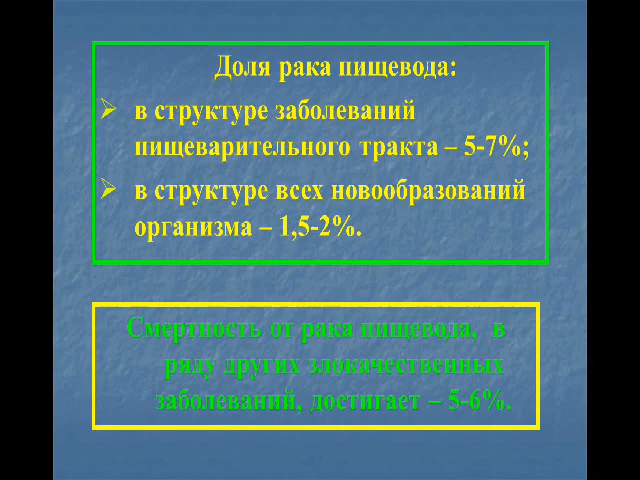 Доля рака пищевода:
➢ в структуре заболеваний
пищеварительного тракта – 5-7%;
➢ в структуре всех новообразований
организма – 1,5-2%.
Смертность от рака пищевода, в
ряду других злокачественных
заболеваний, достигает – 5-6%.